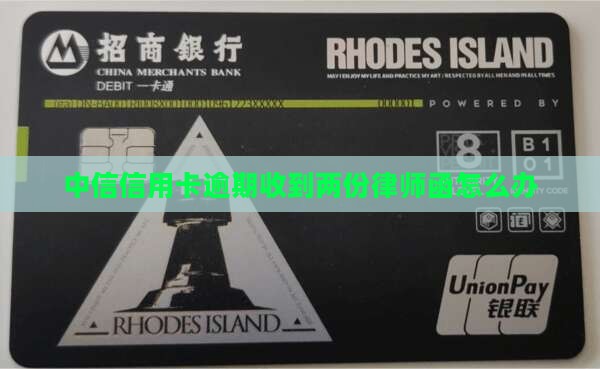 招商銀行
CHINA MERCHANTS BANK
DEBIT 一卡通
RHODES ISLAND
MAY I ENJOY MY LIFE AND PRACTICE MY ART / RESPECTED BY ALL MEN AND IN ALL TIMES
00001
POWERED BY
8
B1
01
中信信用卡逾期收到两份律师函怎么办
RHODES ISLAND
UnionPay
银联